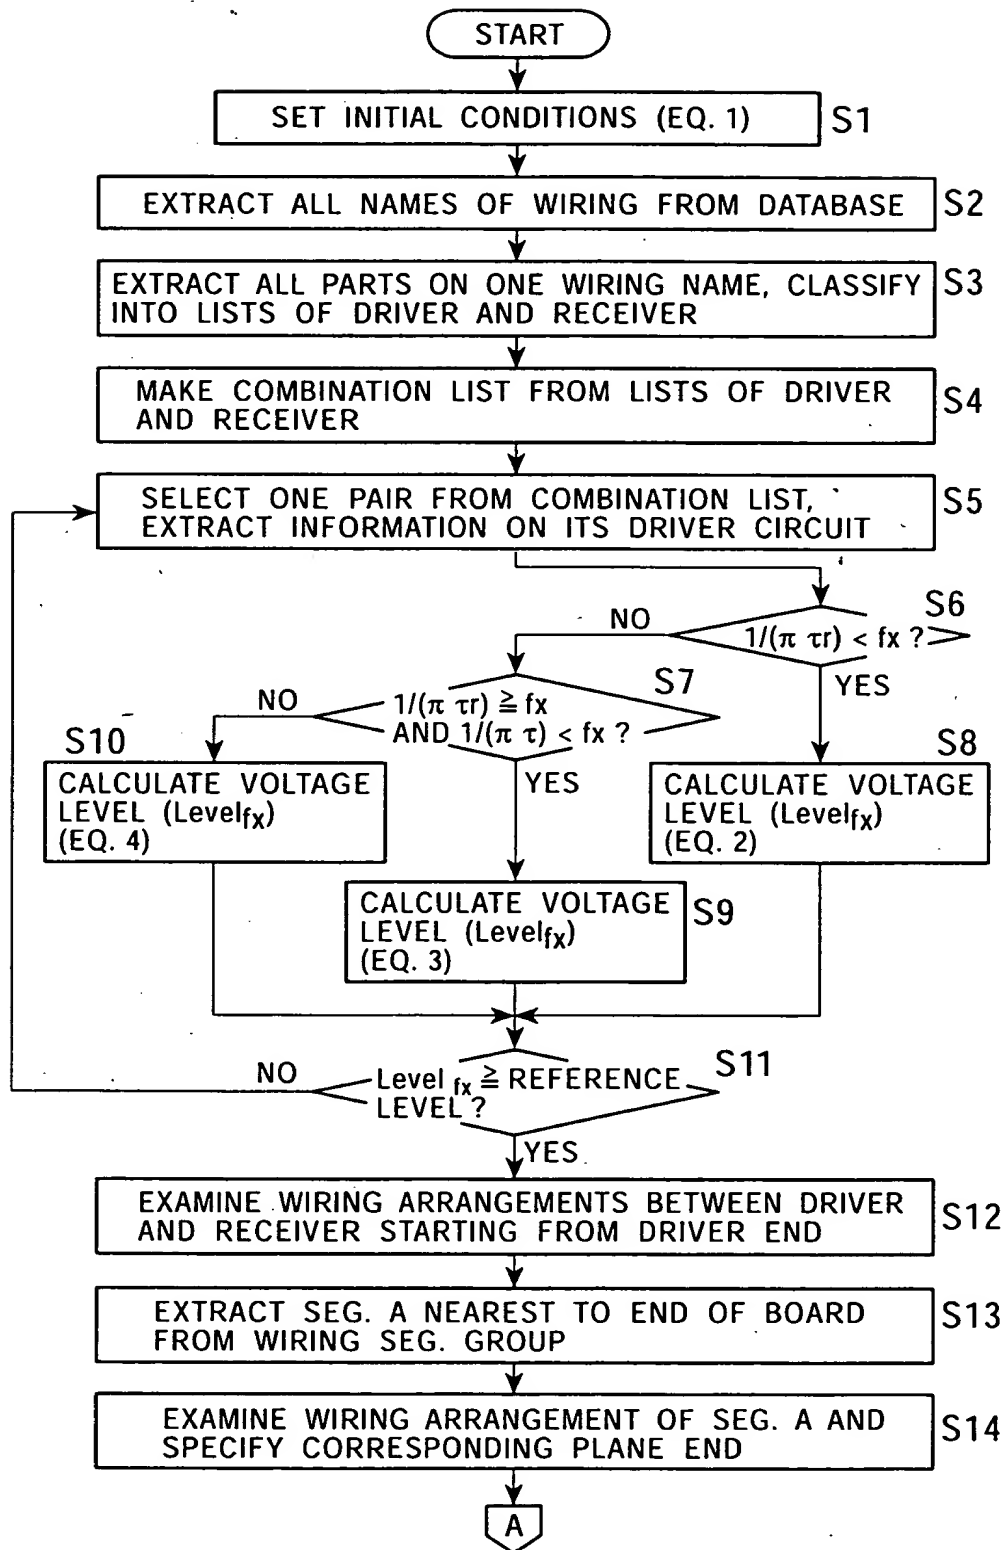 START
SET INITIAL CONDITIONS (EQ. 1)
S1
EXTRACT ALL NAMES OF WIRING FROM DATABASE
S2
EXTRACT ALL PARTS ON ONE WIRING NAME, CLASSIFY
INTO LISTS OF DRIVER AND RECEIVER
S3
MAKE COMBINATION LIST FROM LISTS OF DRIVER
AND RECEIVER
S4
SELECT ONE PAIR FROM COMBINATION LIST,
EXTRACT INFORMATION ON ITS DRIVER CIRCUIT
S5
S6
1/(π τr) < fx ?
NO
YES
S7
1/(π τr) ≧ fx
AND 1/(π τ) < fx ?
NO
YES
S10
CALCULATE VOLTAGE
LEVEL (Levelfx)
(EQ. 4)
S8
CALCULATE VOLTAGE
LEVEL (Levelfx)
(EQ. 2)
CALCULATE VOLTAGE
LEVEL (Levelfx)
(EQ. 3)
S9
S11
Level fx ≧ REFERENCE
LEVEL ?
NO
YES
EXAMINE WIRING ARRANGEMENTS BETWEEN DRIVER
AND RECEIVER STARTING FROM DRIVER END
S12
EXTRACT SEG. A NEAREST TO END OF BOARD
FROM WIRING SEG. GROUP
S13
EXAMINE WIRING ARRANGEMENT OF SEG. A AND
SPECIFY CORRESPONDING PLANE END
S14
A